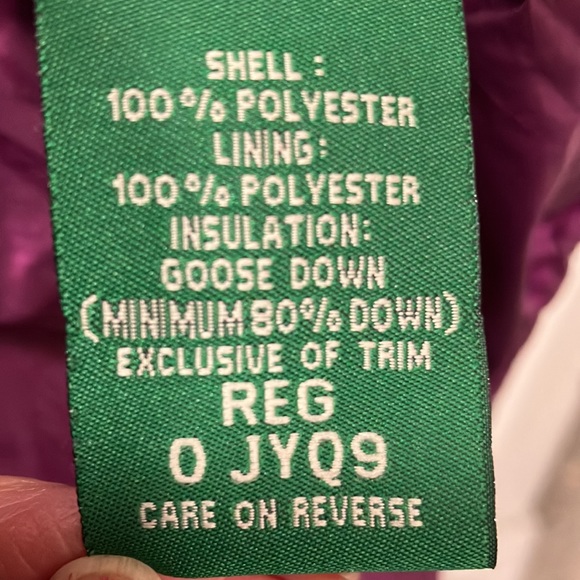 SHELL :
100% POLYESTER
LINING:
100% POLYESTER
INSULATION:
GOOSE DOWN
(MINIMUM 80% DOWN)
EXCLUSIVE OF TRIM
REG
0 JYQ9
CARE ON REVERSE